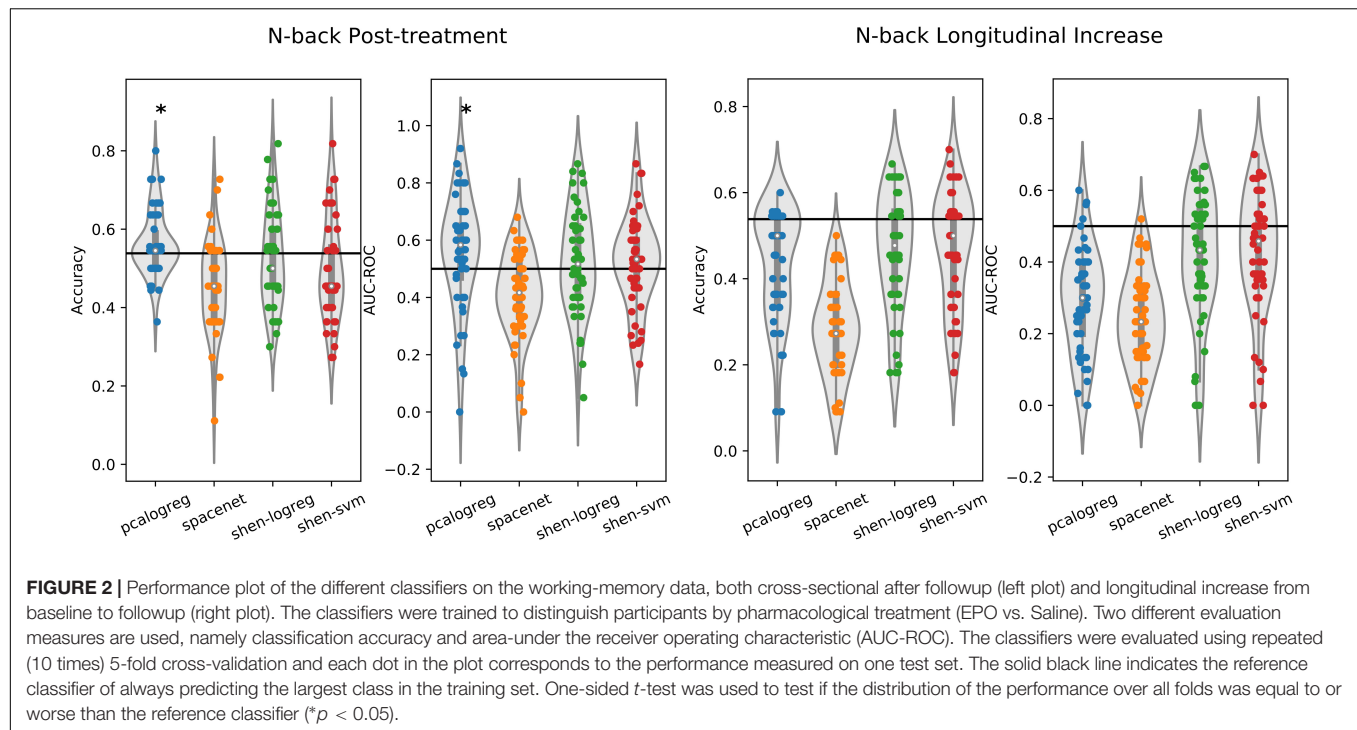 N-back Post-treatment
N-back Longitudinal Increase
*
*
Accuracy
0.8
0.6
0.4
0.2
0.0
AUC-ROC
1.0
0.8
0.6
0.4
0.2
0.0
−0.2
Accuracy
0.8
0.6
0.4
0.2
0.0
AUC-ROC
0.8
0.6
0.4
0.2
0.0
−0.2
pcalogreg
spacenet
shen-logreg
shen-svm
pcalogreg
spacenet
shen-logreg
shen-svm
pcalogreg
spacenet
shen-logreg
shen-svm
pcalogreg
spacenet
shen-logreg
shen-svm
FIGURE 2 | Performance plot of the different classifiers on the working-memory data, both cross-sectional after followup (left plot) and longitudinal increase from
baseline to followup (right plot). The classifiers were trained to distinguish participants by pharmacological treatment (EPO vs. Saline). Two different evaluation
measures are used, namely classification accuracy and area-under the receiver operating characteristic (AUC-ROC). The classifiers were evaluated using repeated
(10 times) 5-fold cross-validation and each dot in the plot corresponds to the performance measured on one test set. The solid black line indicates the reference
classifier of always predicting the largest class in the training set. One-sided t-test was used to test if the distribution of the performance over all folds was equal to or
worse than the reference classifier (*p < 0.05).